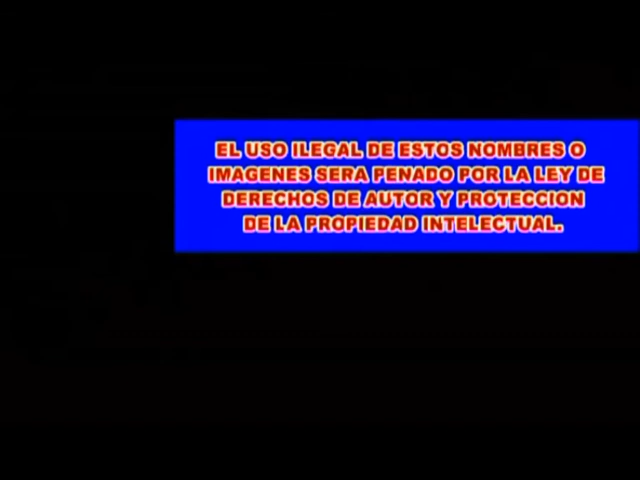 EL USO ILEGAL DE ESTOS NOMBRES O
IMAGENES SERA PENADO POR LA LEY DE
DERECHOS DE AUTOR Y PROTECCION
DE LA PROPIEDAD INTELECTUAL.